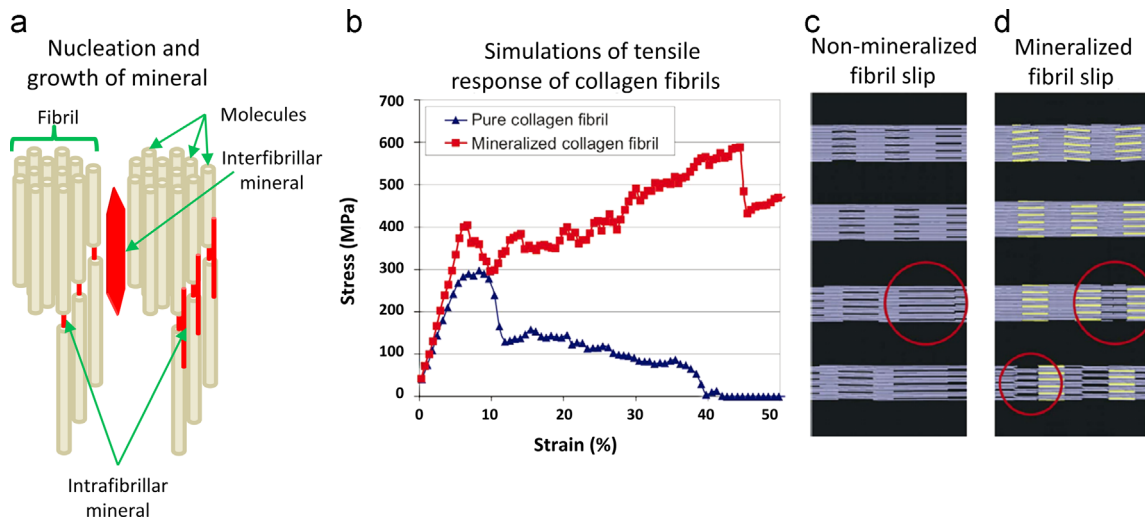 a
Nucleation and
growth of mineral
Fibril
Molecules
Interfibrillar
mineral
Intrafibrillar
mineral
b
Simulations of tensile
response of collagen fibrils
700
600
500
400
300
200
100
0
Stress (MPa)
Pure collagen fibril
Mineralized collagen fibril
0 10 20 30 40 50
Strain (%)
c
Non-mineralized
fibril slip
d
Mineralized
fibril slip